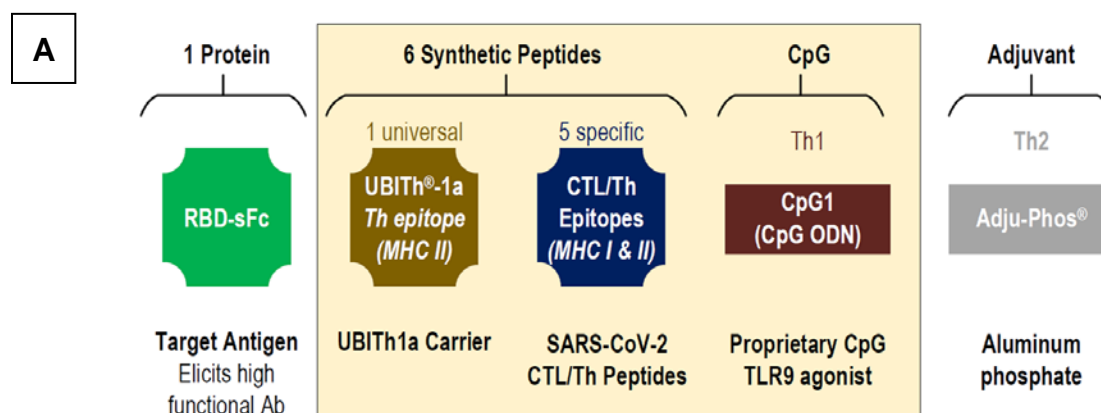 A
1 Protein
6 Synthetic Peptides
CpG
Adjuvant
1 universal
5 specific
Th1
Th2
RBD-sFc
UBITh®-1a
Th epitope
(MHC II)
CTL/Th
Epitopes
(MHC I & II)
CpG1
(CpG ODN)
Adju-Phos®
Target Antigen
Elicits high
functional Ab
UBITh1a Carrier
SARS-CoV-2
CTL/Th Peptides
Proprietary CpG
TLR9 agonist
Aluminum
phosphate